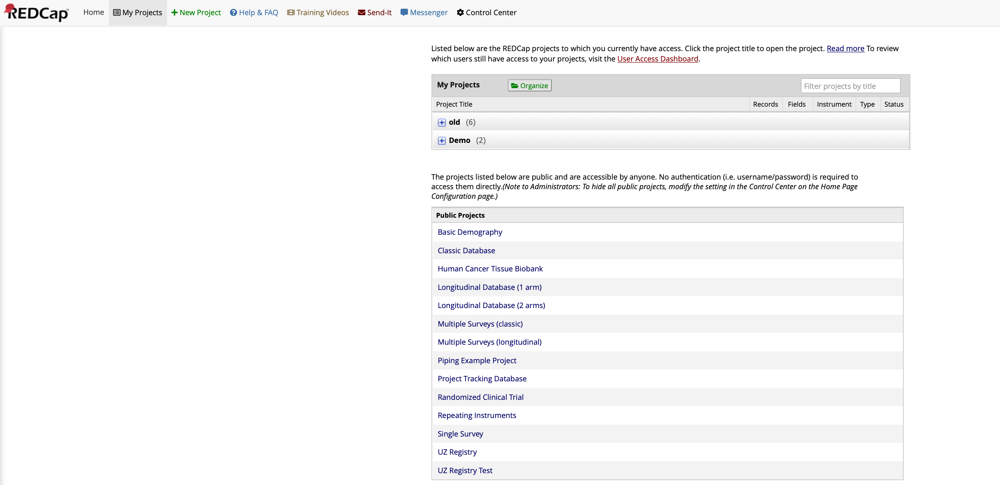 REDCap™
Home My Projects New Project Help & FAQ Training Videos Send-It Messenger Control Center
Listed below are the REDCap projects to which you currently have access. Click the project title to open the project. Read more To review
which users still have access to your projects, visit the User Access Dashboard.
My Projects Organize Filter projects by title
Project Title Records Fields Instrument Type Status
old (6)
Demo (2)
The projects listed below are public and are accessible by anyone. No authentication (i.e. username/password) is required to
access them directly.(Note to Administrators: To hide all public projects, modify the setting in the Control Center on the Home Page
Configuration page.)
Public Projects
Basic Demography
Classic Database
Human Cancer Tissue Biobank
Longitudinal Database (1 arm)
Longitudinal Database (2 arms)
Multiple Surveys (classic)
Multiple Surveys (longitudinal)
Piping Example Project
Project Tracking Database
Randomized Clinical Trial
Repeating Instruments
Single Survey
UZ Registry
UZ Registry Test